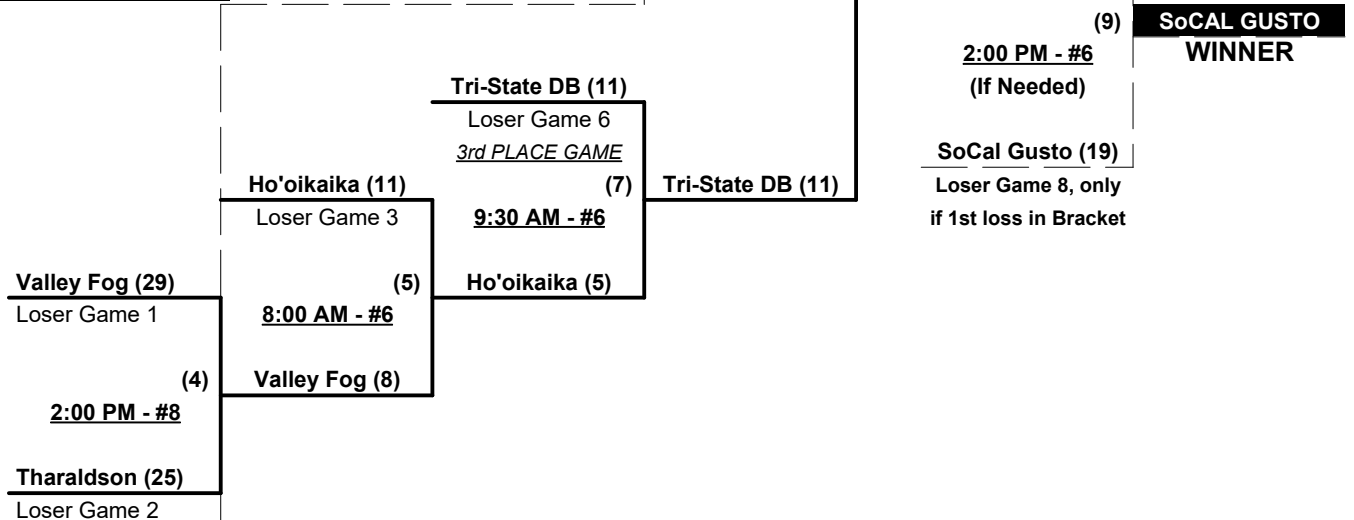 (9) SoCAL GUSTO
2:00 PM - #6 WINNER
Tri-State DB (11) (If Needed)
Loser Game 6
3rd PLACE GAME SoCal Gusto (19)
Ho'oikaika (11) (7) Tri-State DB (11) Loser Game 8, only
Loser Game 3 9:30 AM - #6 if 1st loss in Bracket
Valley Fog (29) (5) Ho'oikaika (5)
Loser Game 1 8:00 AM - #6
(4) Valley Fog (8)
2:00 PM - #8
Tharaldson (25)
Loser Game 2